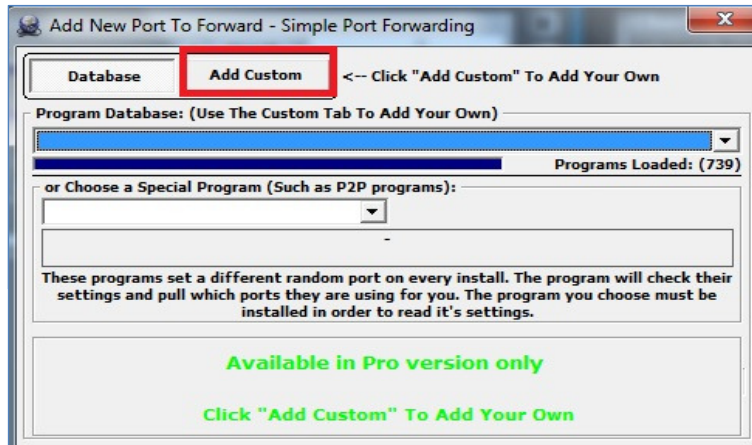 Add New Port To Forward - Simple Port Forwarding
Database Add Custom <-- Click "Add Custom" To Add Your Own
Program Database: (Use The Custom Tab To Add Your Own)
Programs Loaded: (739)
or Choose a Special Program (Such as P2P programs):
-
These programs set a different random port on every install. The program will check their
settings and pull which ports they are using for you. The program you choose must be
installed in order to read it's settings.
Available in Pro version only
Click "Add Custom" To Add Your Own